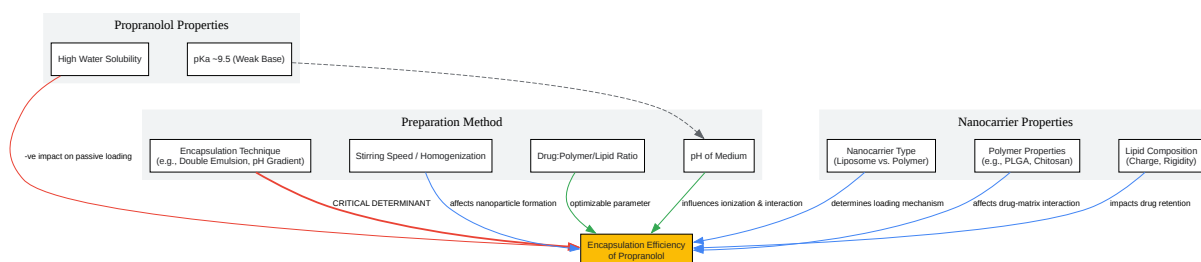 Propranolol Properties
High Water Solubility
pKa ~9.5 (Weak Base)
Preparation Method
Nanocarrier Properties
Encapsulation Technique
(e.g., Double Emulsion, pH Gradient)
Stirring Speed / Homogenization
Drug:Polymer/Lipid Ratio
pH of Medium
Nanocarrier Type
(Liposome vs. Polymer)
Polymer Properties
(e.g., PLGA, Chitosan)
Lipid Composition
(Charge, Rigidity)
-ve impact on passive loading
CRITICAL DETERMINANT
affects nanoparticle formation
optimizable parameter
influences ionization & interaction
determines loading mechanism
affects drug-matrix interaction
impacts drug retention
Encapsulation Efficiency
of Propranolol